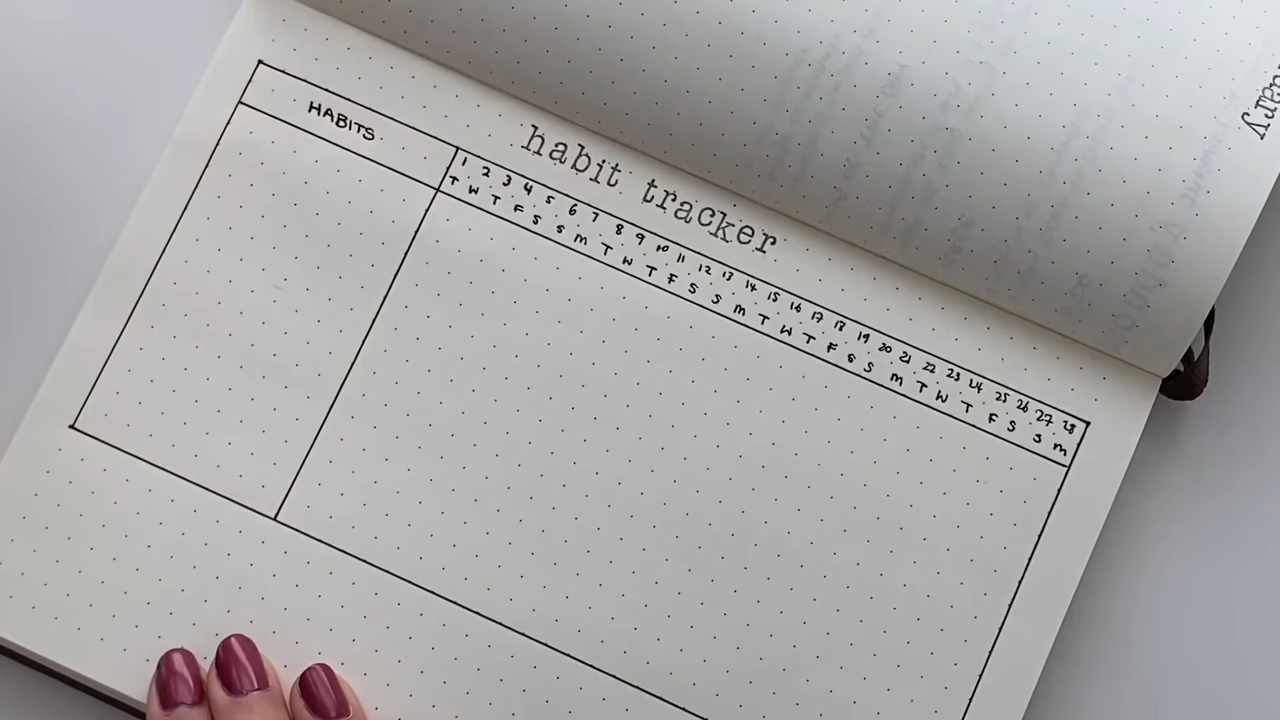 habit tracker
HABITS
1 2 3 4 5 6 7 8 9 10 11 12 13 14 15 16 17 18 19 20 21 22 23 24 25 26 27 28
T W T F S S M T W T F S S M T W T F S S M T W T F S S M